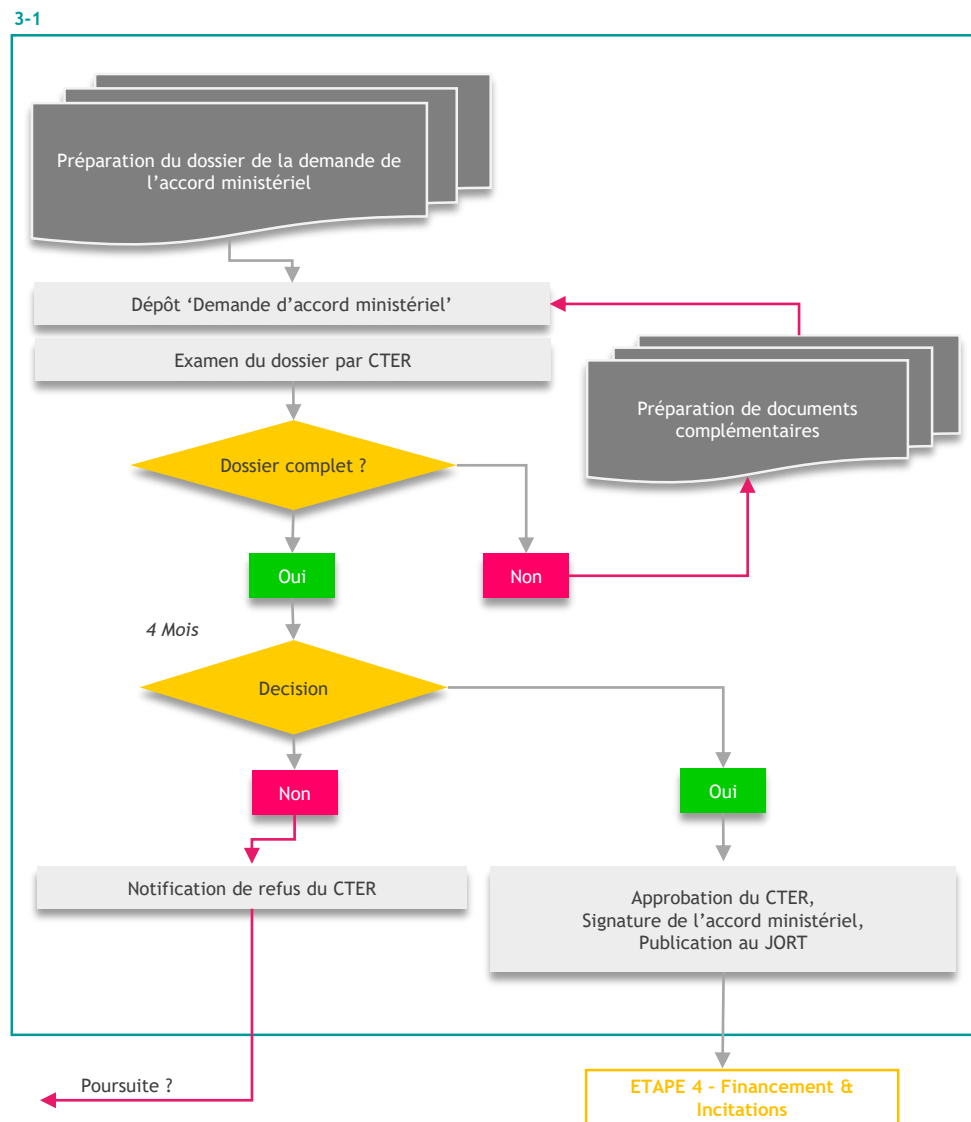 3-1
Préparation du dossier de la demande de
l’accord ministériel
Dépôt ‘Demande d’accord ministériel’
Examen du dossier par CTER
Préparation de documents
complémentaires
Dossier complet ?
Oui
Non
4 Mois
Decision
Non
Oui
Notification de refus du CTER
Approbation du CTER,
Signature de l’accord ministériel,
Publication au JORT
Poursuite ?
ETAPE 4 - Financement &
Incitations